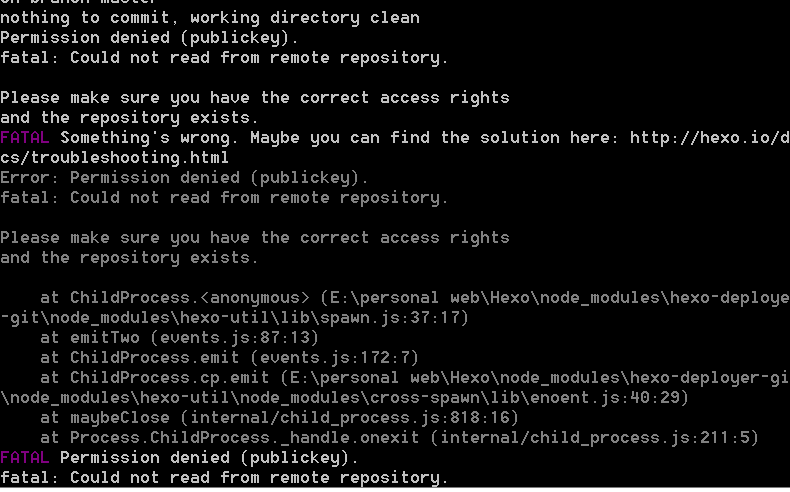 On branch master
nothing to commit, working directory clean
Permission denied (publickey).
fatal: Could not read from remote repository.
Please make sure you have the correct access rights
and the repository exists.
FATAL Something's wrong. Maybe you can find the solution here: http://hexo.io/d
cs/troubleshooting.html
Error: Permission denied (publickey).
fatal: Could not read from remote repository.
Please make sure you have the correct access rights
and the repository exists.
at ChildProcess.<anonymous> (E:\personal web\Hexo\node_modules\hexo-deploye
-git\node_modules\hexo-util\lib\spawn.js:37:17)
at emitTwo (events.js:87:13)
at ChildProcess.emit (events.js:172:7)
at ChildProcess.cp.emit (E:\personal web\Hexo\node_modules\hexo-deployer-gi
\node_modules\hexo-util\node_modules\cross-spawn\lib\enoent.js:40:29)
at maybeClose (internal/child_process.js:818:16)
at Process.ChildProcess._handle.onexit (internal/child_process.js:211:5)
FATAL Permission denied (publickey).
fatal: Could not read from remote repository.